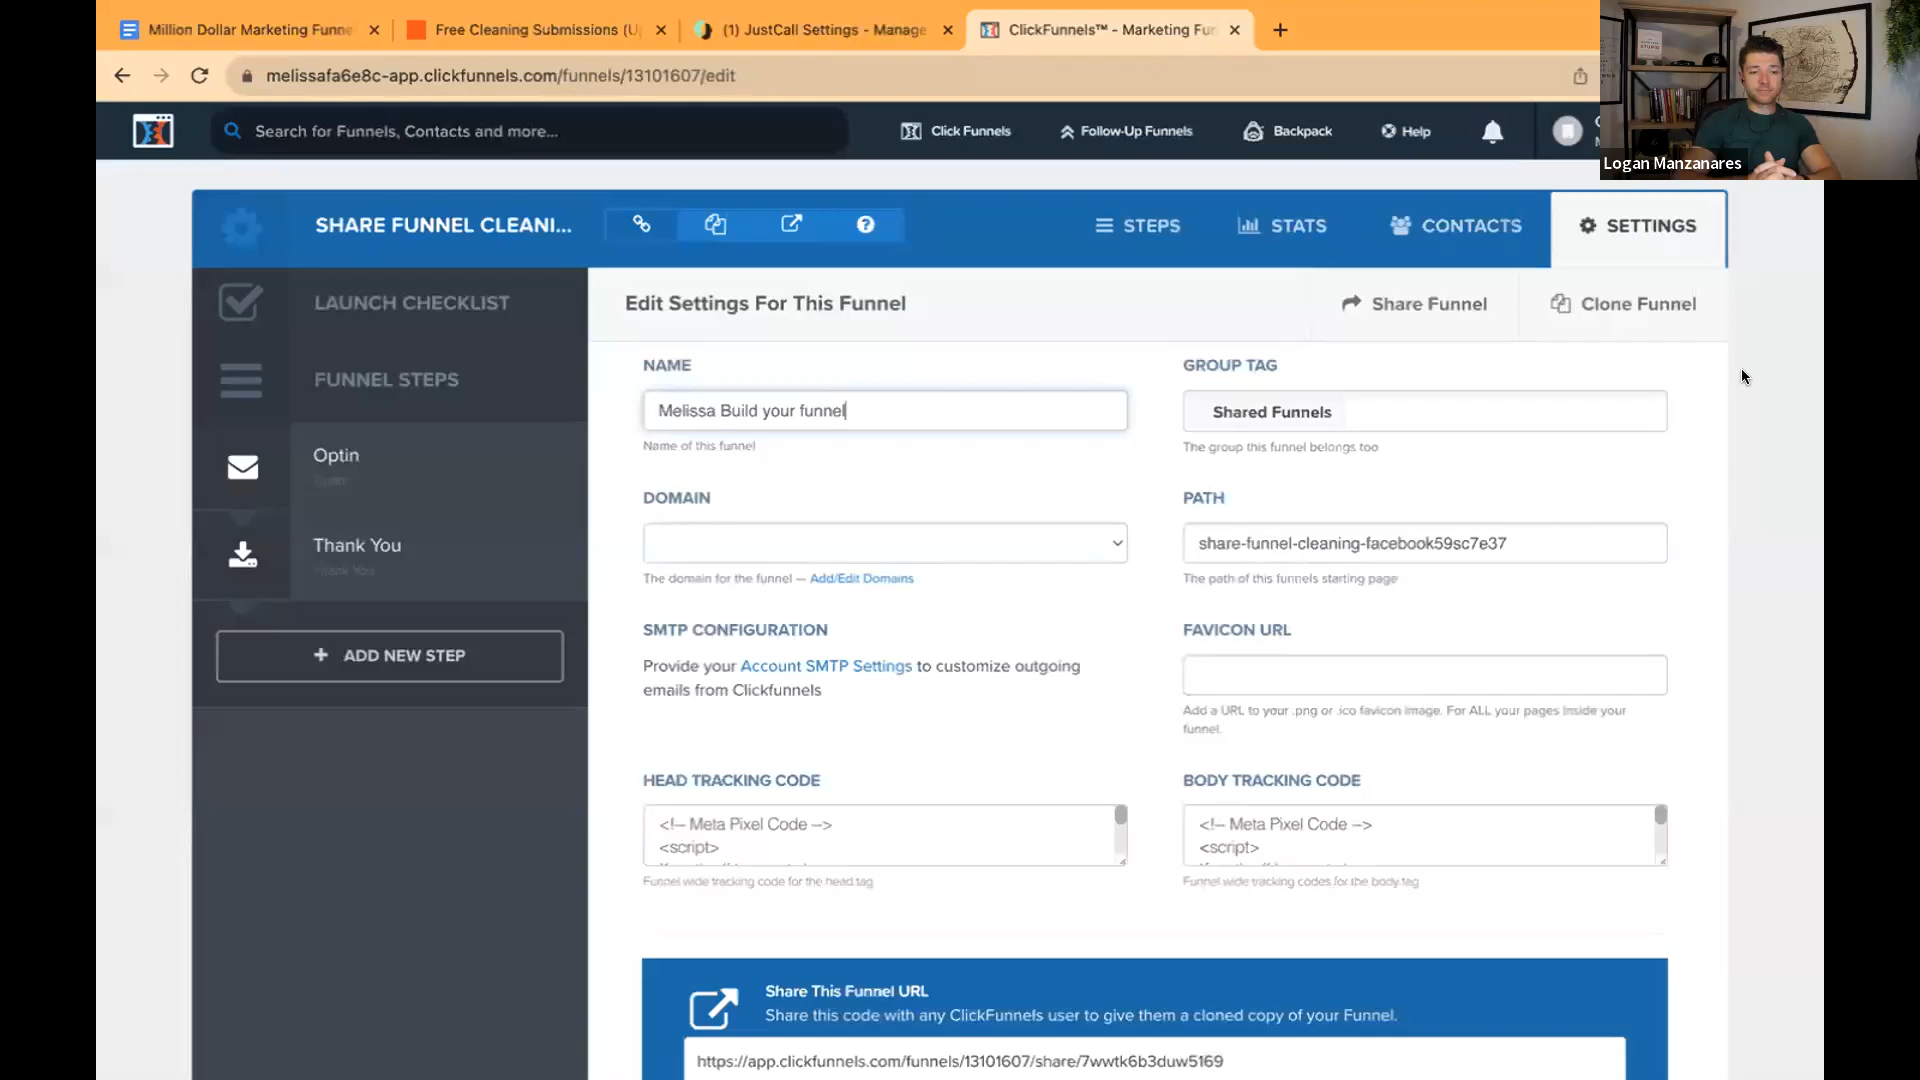 Million Dollar Marketing Funne
Free Cleaning Submissions (U
(1) JustCall Settings - Manage
ClickFunnels™ - Marketing Fun
melissafa6e8c-app.clickfunnels.com/funnels/13101607/edit
Search for Funnels, Contacts and more...
Click Funnels
Follow-Up Funnels
Backpack
Help
Logan Manzanares
SHARE FUNNEL CLEANI...
STEPS
STATS
CONTACTS
SETTINGS
LAUNCH CHECKLIST
FUNNEL STEPS
Optin
Thank You
Thank You
+ ADD NEW STEP
Edit Settings For This Funnel
Share Funnel
Clone Funnel
NAME
Melissa Build your funnel
Name of this funnel
GROUP TAG
Shared Funnels
The group this funnel belongs too
DOMAIN
The domain for the funnel — Add/Edit Domains
PATH
share-funnel-cleaning-facebook59sc7e37
The path of this funnels starting page
SMTP CONFIGURATION
Provide your Account SMTP Settings to customize outgoing
emails from Clickfunnels
FAVICON URL
Add a URL to your .png or .ico favicon image. For ALL your pages inside your
funnel.
HEAD TRACKING CODE
<!-- Meta Pixel Code -->
<script>
Funnel wide tracking code for the head tag
BODY TRACKING CODE
<!-- Meta Pixel Code -->
<script>
Funnel wide tracking codes for the body tag
Share This Funnel URL
Share this code with any ClickFunnels user to give them a cloned copy of your Funnel.
https://app.clickfunnels.com/funnels/13101607/share/7wwtk6b3duw5169